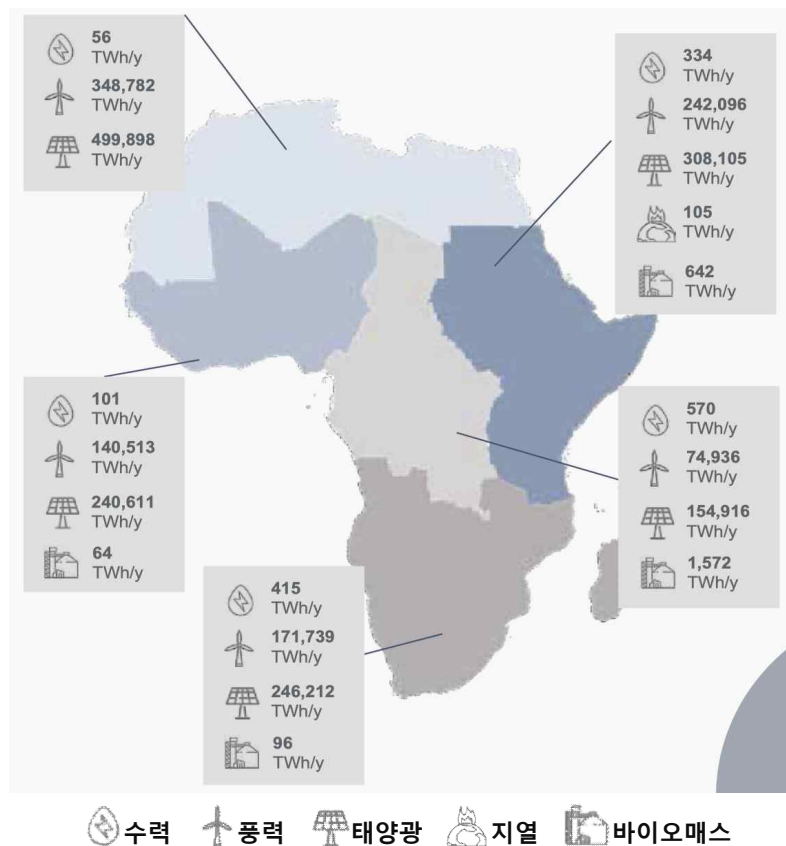 56
TWh/y
348,782
TWh/y
499,898
TWh/y
334
TWh/y
242,096
TWh/y
308,105
TWh/y
105
TWh/y
642
TWh/y
101
TWh/y
140,513
TWh/y
240,611
TWh/y
64
TWh/y
570
TWh/y
74,936
TWh/y
154,916
TWh/y
1,572
TWh/y
415
TWh/y
171,739
TWh/y
246,212
TWh/y
96
TWh/y
수력 풍력 태양광 지열 바이오매스